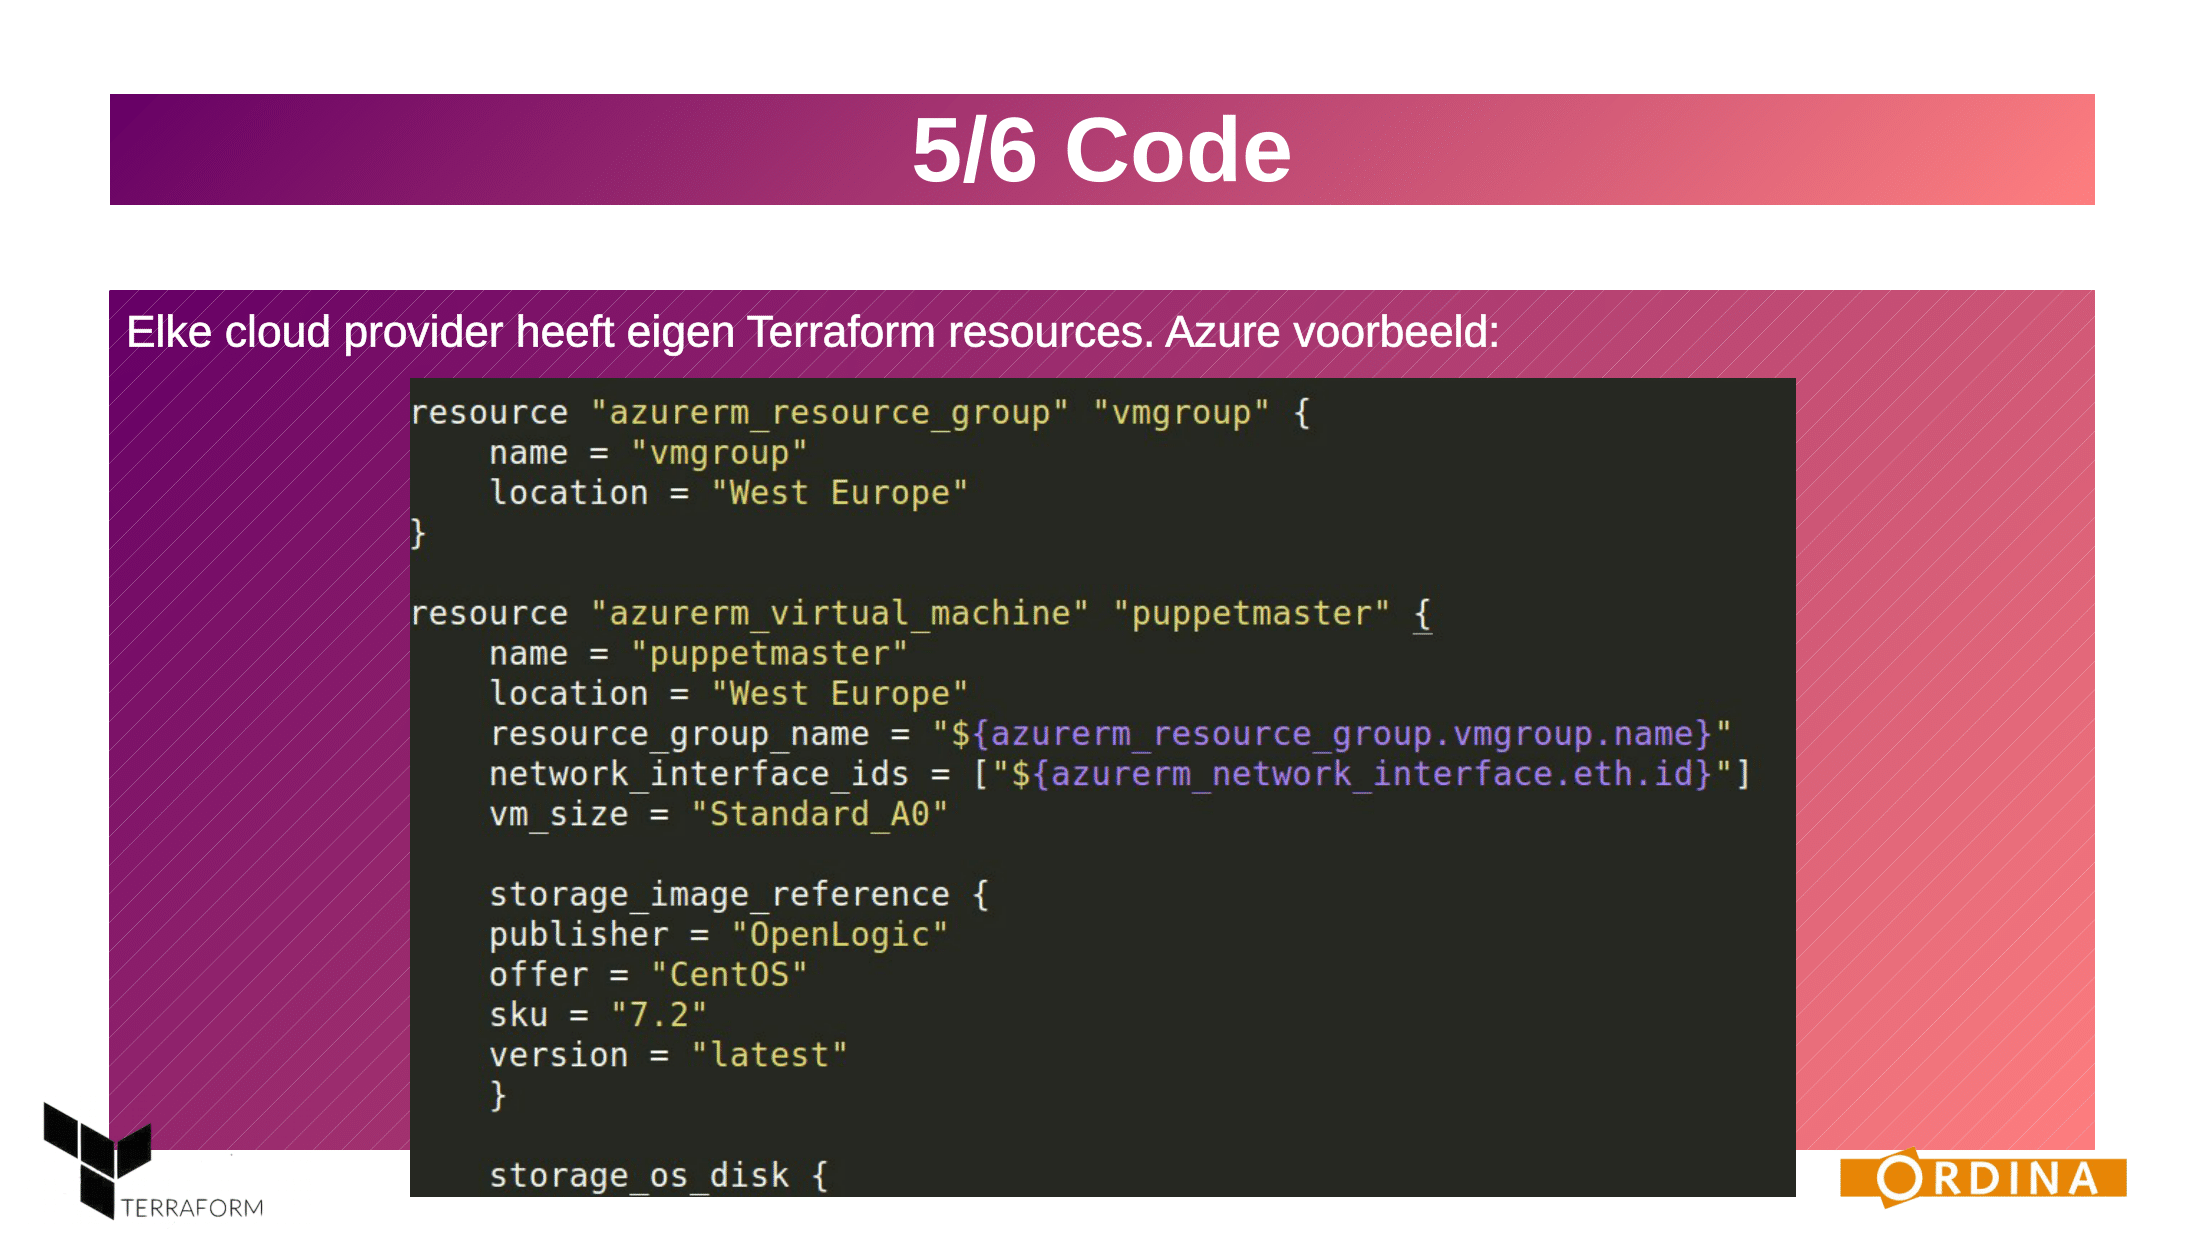 5/6 Code
Elke cloud provider heeft eigen Terraform resources. Azure voorbeeld:
resource "azurerm_resource_group" "vmgroup" {
    name = "vmgroup"
    location = "West Europe"
}
resource "azurerm_virtual_machine" "puppetmaster" {
    name = "puppetmaster"
    location = "West Europe"
    resource_group_name = "${azurerm_resource_group.vmgroup.name}"
    network_interface_ids = ["${azurerm_network_interface.eth.id}"]
    vm_size = "Standard_A0"
    storage_image_reference {
    publisher = "OpenLogic"
    offer = "CentOS"
    sku = "7.2"
    version = "latest"
    }
    storage_os_disk {
TERRAFORM
ORDINA